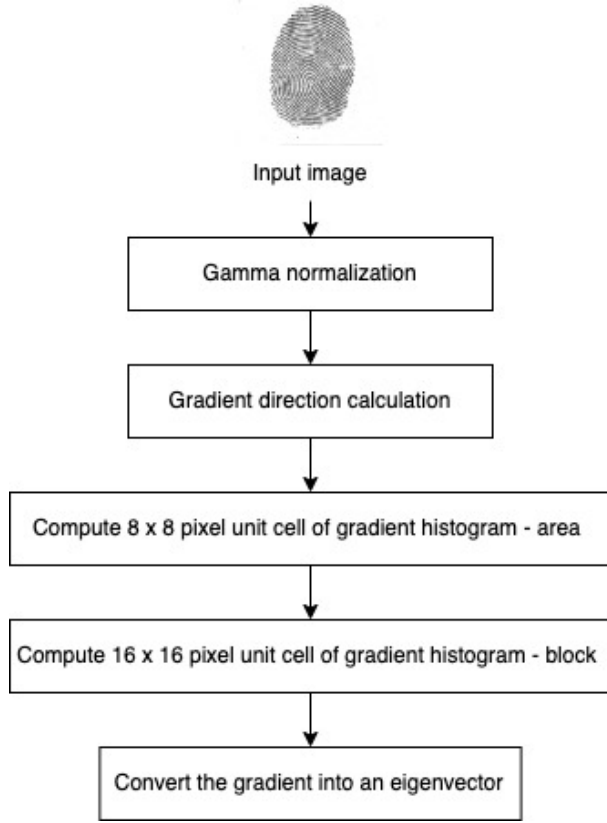 Input image
Gamma normalization
Gradient direction calculation
Compute 8 x 8 pixel unit cell of gradient histogram - area
Compute 16 x 16 pixel unit cell of gradient histogram - block
Convert the gradient into an eigenvector